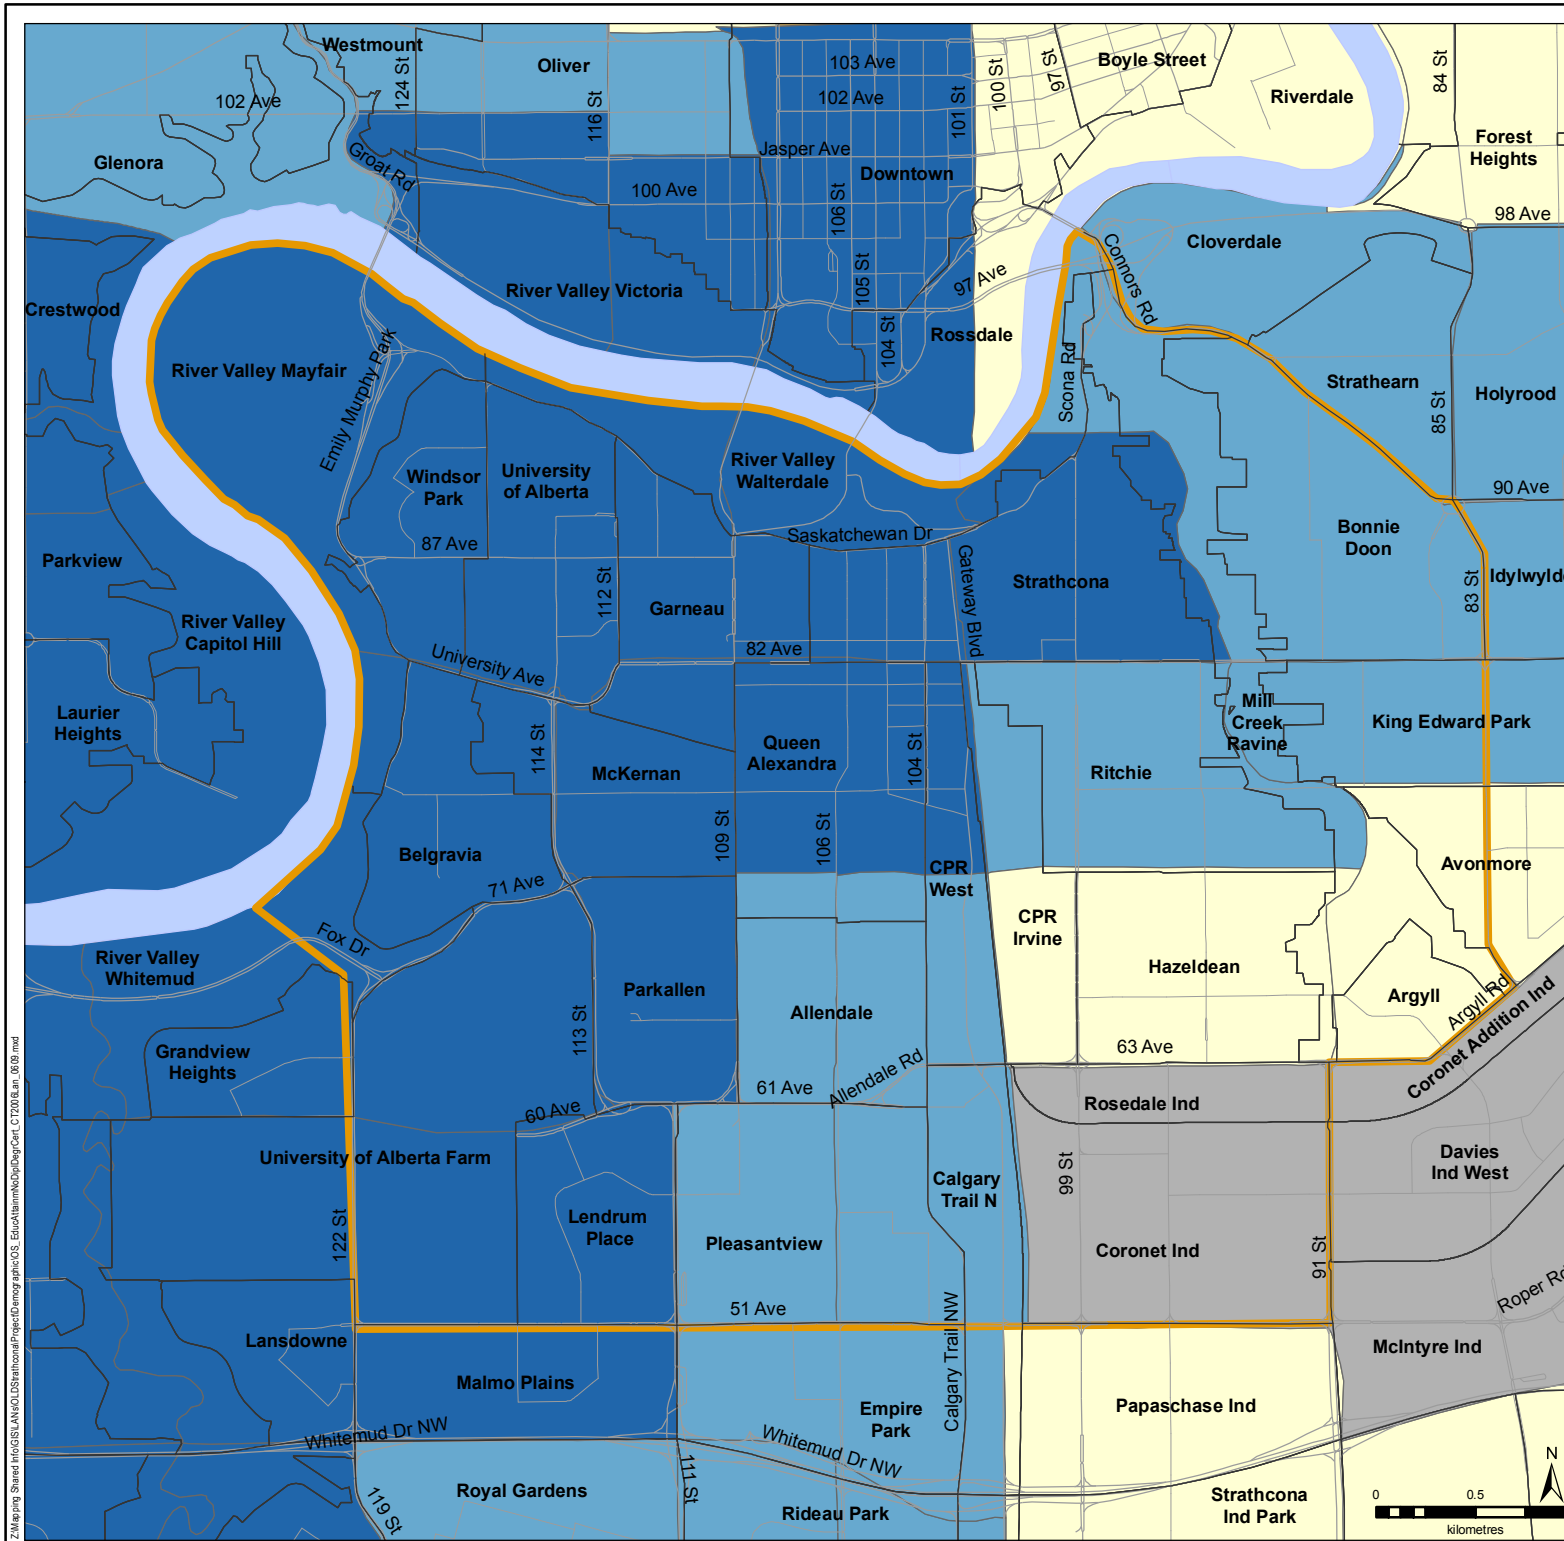 Westmount
Oliver
124 St
102 Ave
116 St
103 Ave
102 Ave
101 St
100 St
97 St
Boyle Street
Riverdale
84 St
Forest
Heights
Glenora
Groat Rd
Jasper Ave
100 Ave
Downtown
106 St
98 Ave
Cloverdale
Connors Rd
Crestwood
River Valley Victoria
105 St
97 Ave
Rossdale
104 St
River Valley Mayfair
Emily Murphy Park
Scona Rd
Strathearn
85 St
Holyrood
Windsor
Park
University
of Alberta
River Valley
Walterdale
90 Ave
Bonnie
Doon
Saskatchewan Dr
87 Ave
Parkview
Gateway Blvd
Strathcona
112 St
Garneau
83 St
Idylwylde
River Valley
Capitol Hill
University Ave
82 Ave
Laurier
Heights
114 St
McKernan
Queen
Alexandra
104 St
Ritchie
Mill
Creek
Ravine
King Edward Park
Belgravia
109 St
106 St
71 Ave
CPR
West
Avonmore
CPR
Irvine
Fox Dr
River Valley
Whitemud
Hazeldean
Parkallen
Allendale
Argyll
Argyll Rd
113 St
Grandview
Heights
63 Ave
Coronet Addition Ind
61 Ave
Allendale Rd
60 Ave
Rosedale Ind
University of Alberta Farm
Davies
Ind West
99 St
Calgary
Trail N
122 St
Lendrum
Place
Pleasantview
Coronet Ind
91 St
Roper Rd
51 Ave
Lansdowne
Calgary Trail NW
McIntyre Ind
Malmo Plains
Empire
Park
Papaschase Ind
Whitemud Dr NW
Whitemud Dr NW
111 St
119 St
Royal Gardens
Rideau Park
Strathcona
Ind Park
N
0
0.5
kilometres